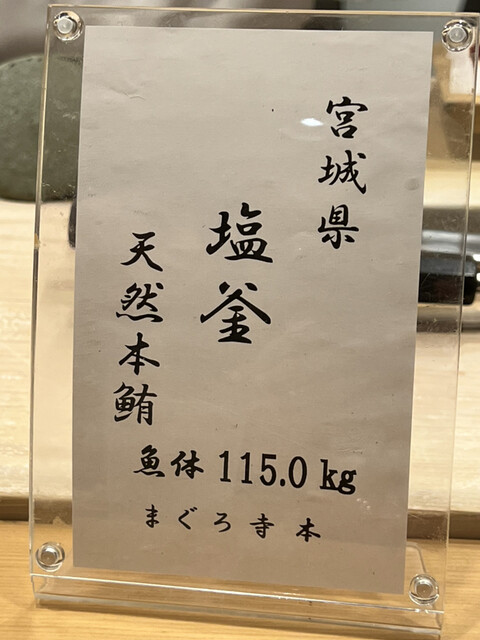 宮城県
塩釜
天然本鮪
魚体 115.0 kg
まぐろ寺本